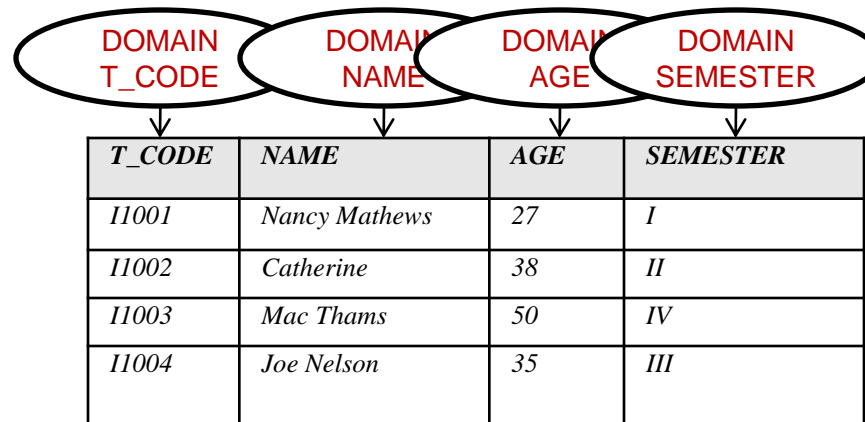 DOMAIN T_CODE
DOMAIN NAME
DOMAIN AGE
DOMAIN SEMESTER
T_CODE NAME AGE SEMESTER
I1001 Nancy Mathews 27 I
I1002 Catherine 38 II
I1003 Mac Thams 50 IV
I1004 Joe Nelson 35 III